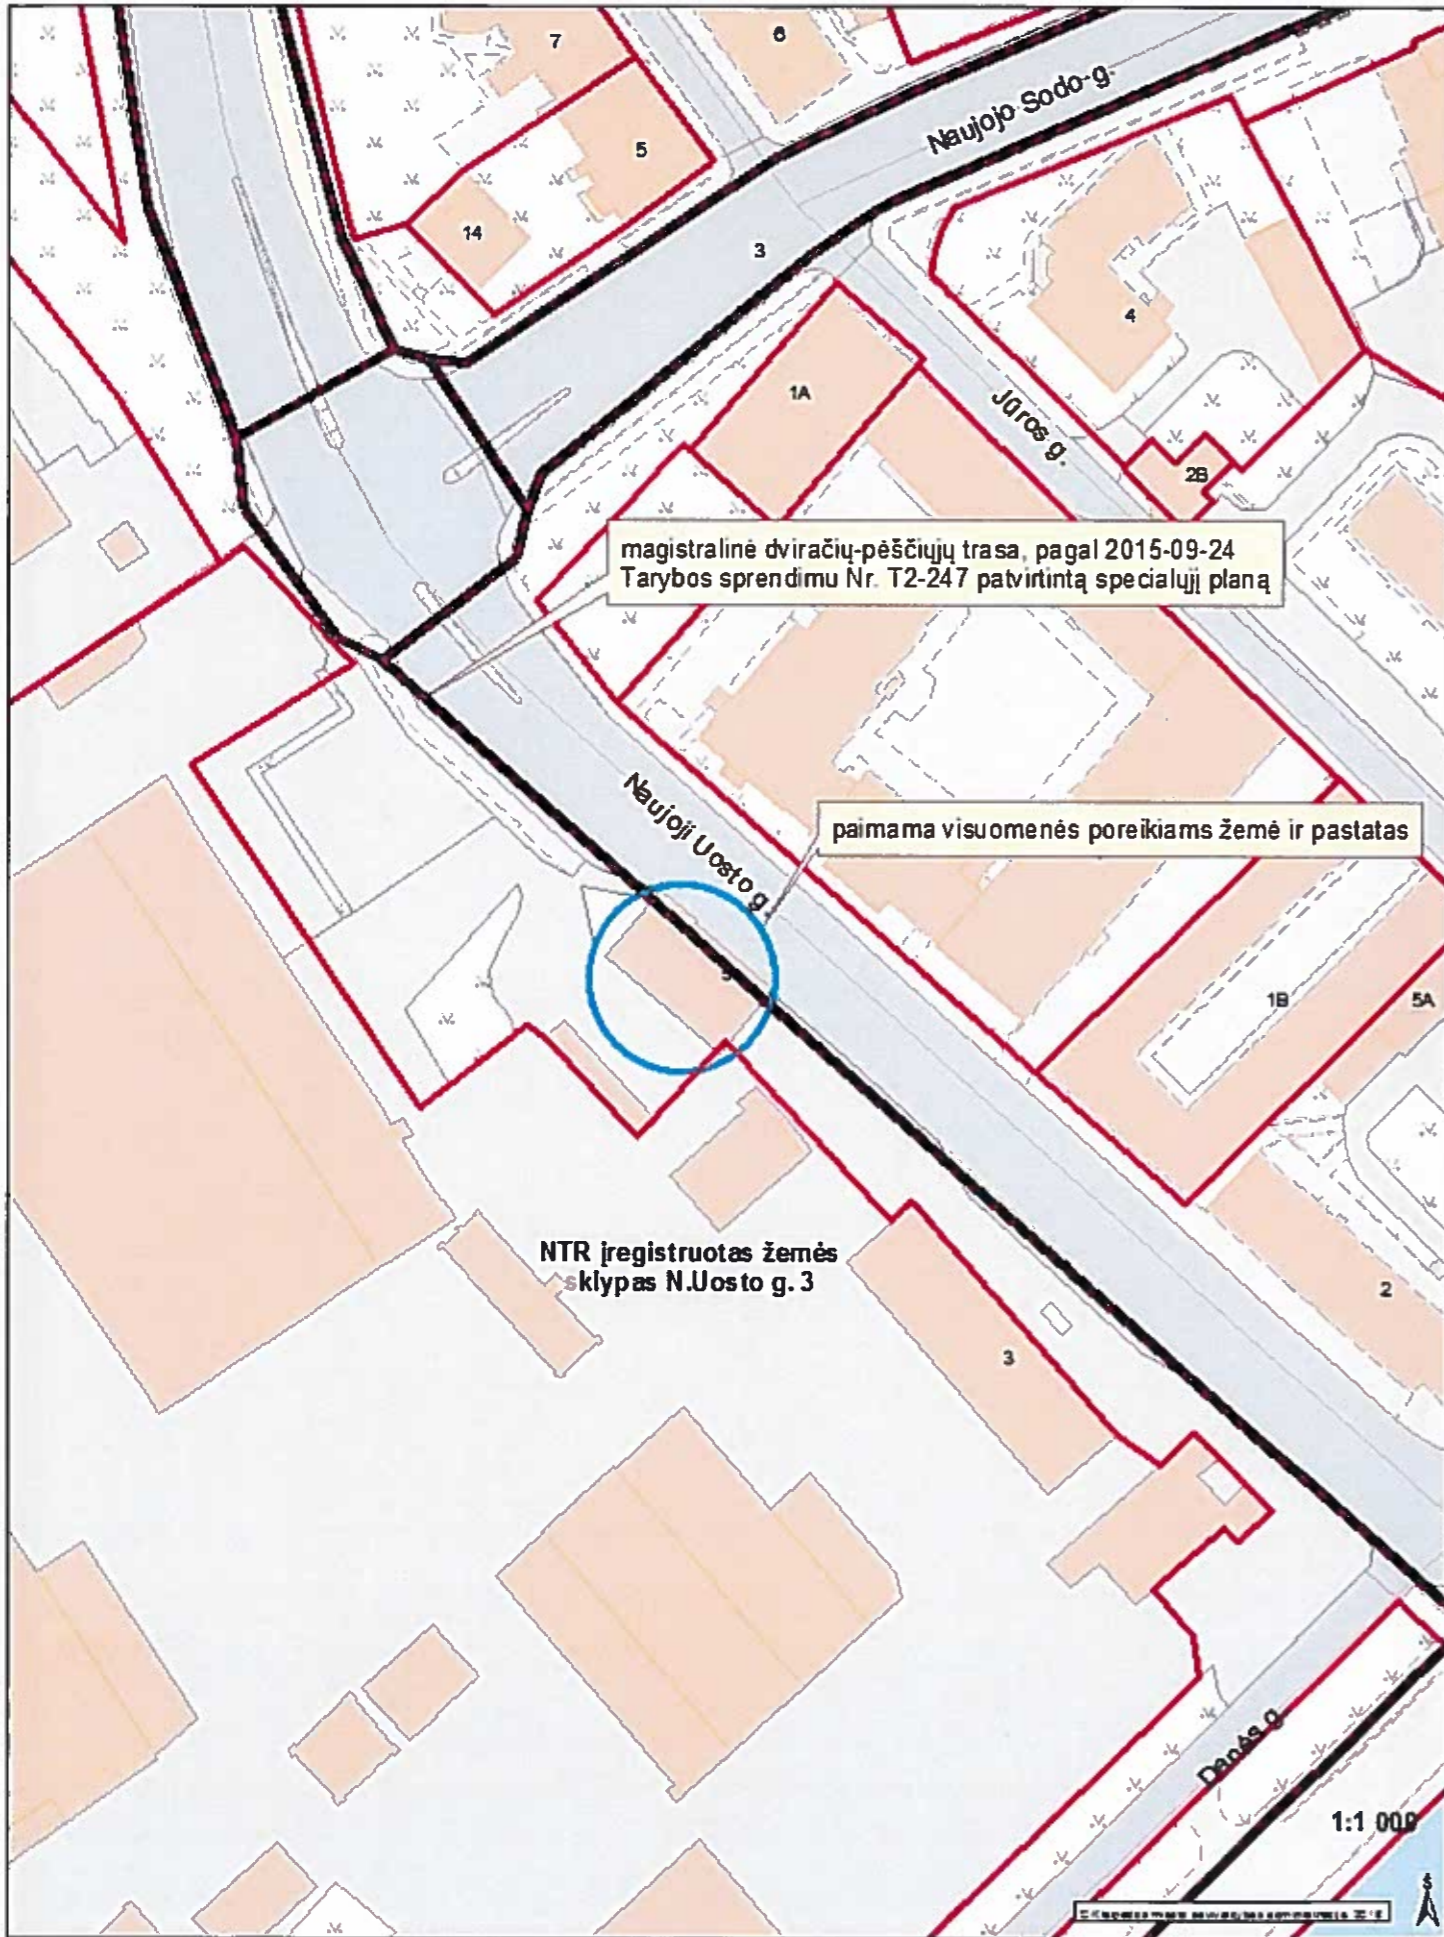 7
6
Naujojo Sodo g.
5
14
3
4
1A
Jūros g.
2B
magistralinė dviračių-pėsčiųjų trasa, pagal 2015-09-24
Tarybos sprendimu Nr. T2-247 patvirtintą specialųjį planą
Naujoji Uosto g.
paimama visuomenės poreikiams žemė ir pastatas
1B
5A
NTR įregistruotas žemės
sklypas N.Uosto g. 3
2
3
Danės g.
1:1 000